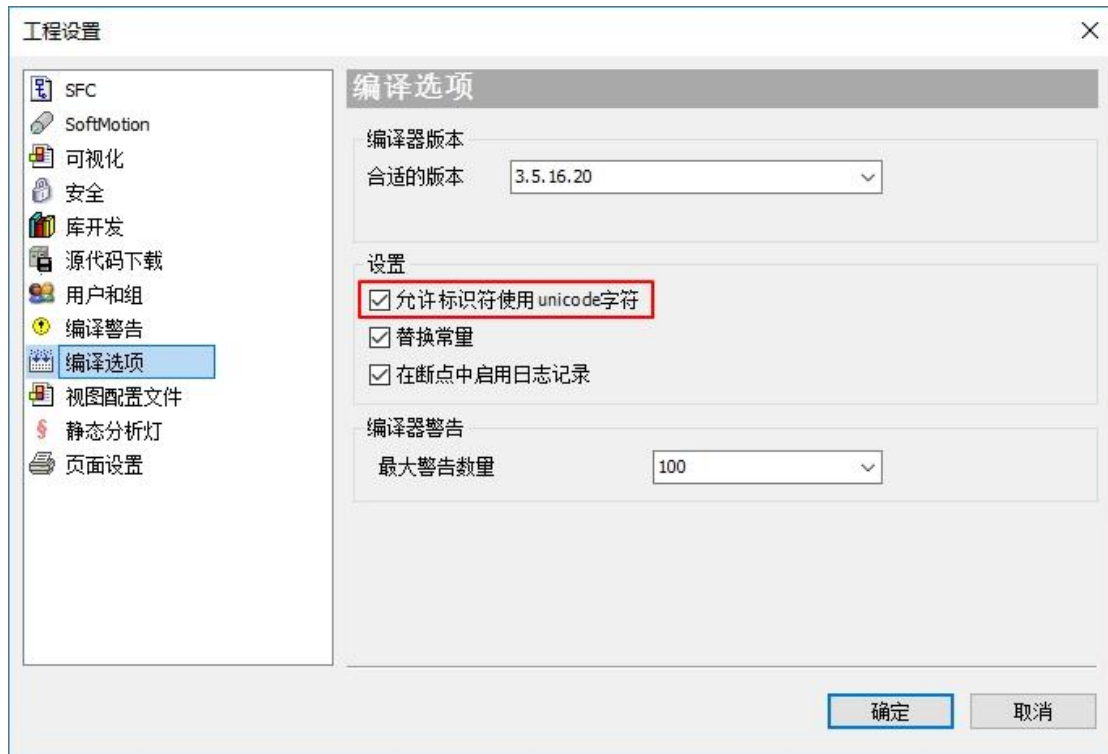 工程设置
SFC
SoftMotion
可视化
安全
库开发
源代码下载
用户和组
编译警告
编译选项
视图配置文件
静态分析灯
页面设置
编译选项
编译器版本
合适的版本 3.5.16.20
设置
允许标识符使用unicode字符
替换常量
在断点中启用日志记录
编译器警告
最大警告数量 100
确定 取消